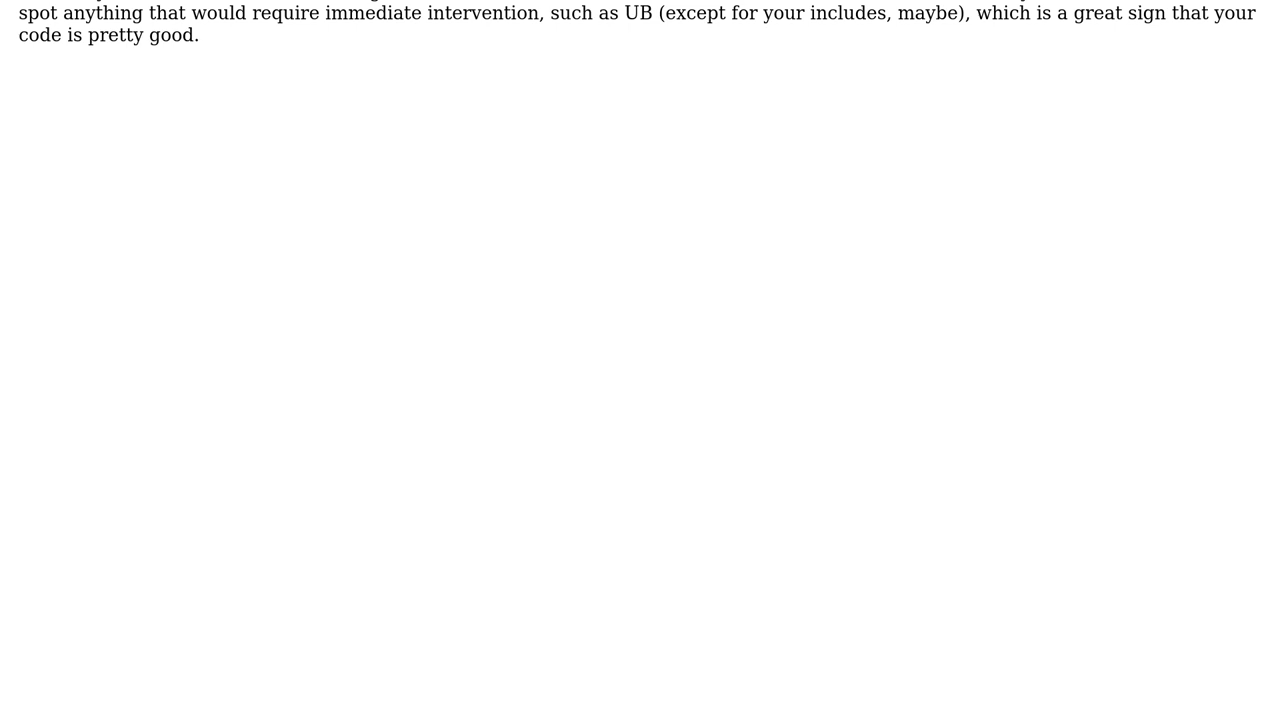 spot anything that would require immediate intervention, such as UB (except for your includes, maybe), which is a great sign that your
code is pretty good.